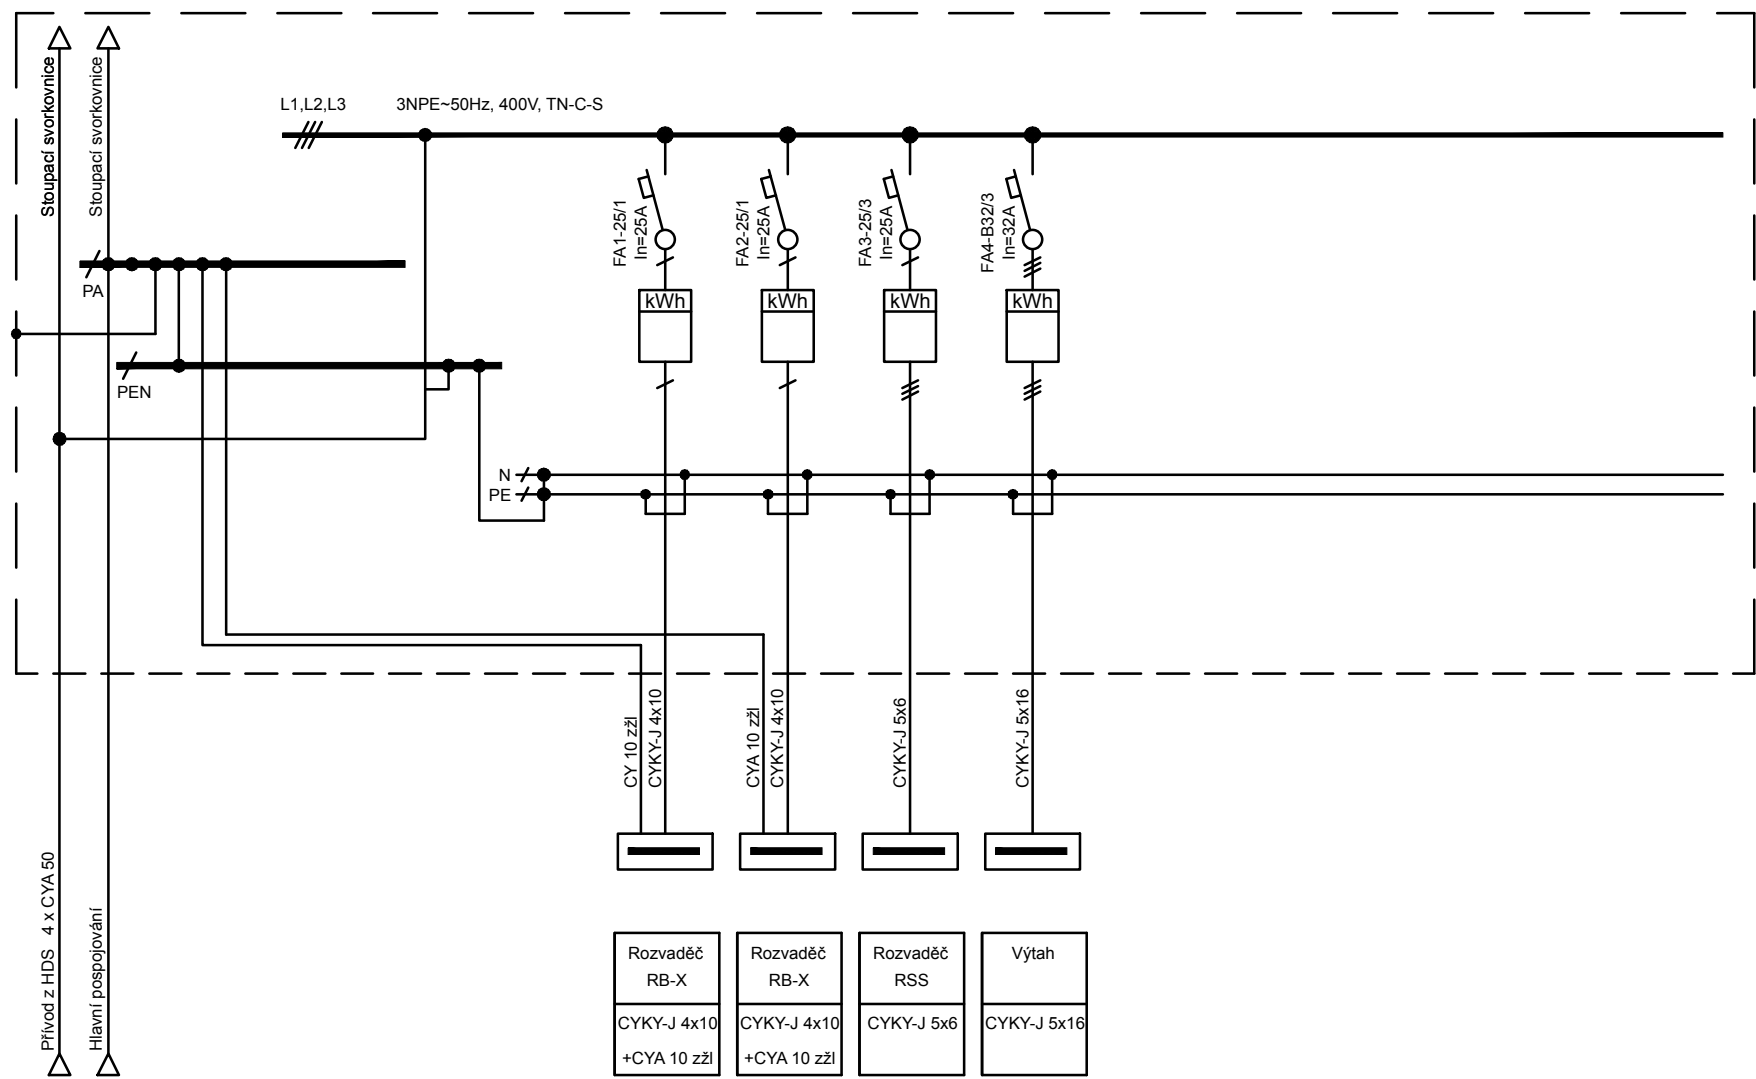 Stoupací svorkovnice
Stoupací svorkovnice
L1,L2,L3
3NPE~50Hz, 400V, TN-C-S
FA1-25/1
In=25A
FA2-25/1
In=25A
FA3-25/3
In=25A
FA4-B32/3
In=32A
PA
kWh
kWh
kWh
kWh
PEN
N
PE
CY 10 zžl
CYKY-J 4x10
CYA 10 zžl
CYKY-J 4x10
CYKY-J 5x6
CYKY-J 5x16
Přívod z HDS 4 x CYA 50
Hlavní pospojování
Rozvaděč
RB-X
CYKY-J 4x10
+CYA 10 zžl
Rozvaděč
RB-X
CYKY-J 4x10
+CYA 10 zžl
Rozvaděč
RSS
CYKY-J 5x6
Výtah
CYKY-J 5x16